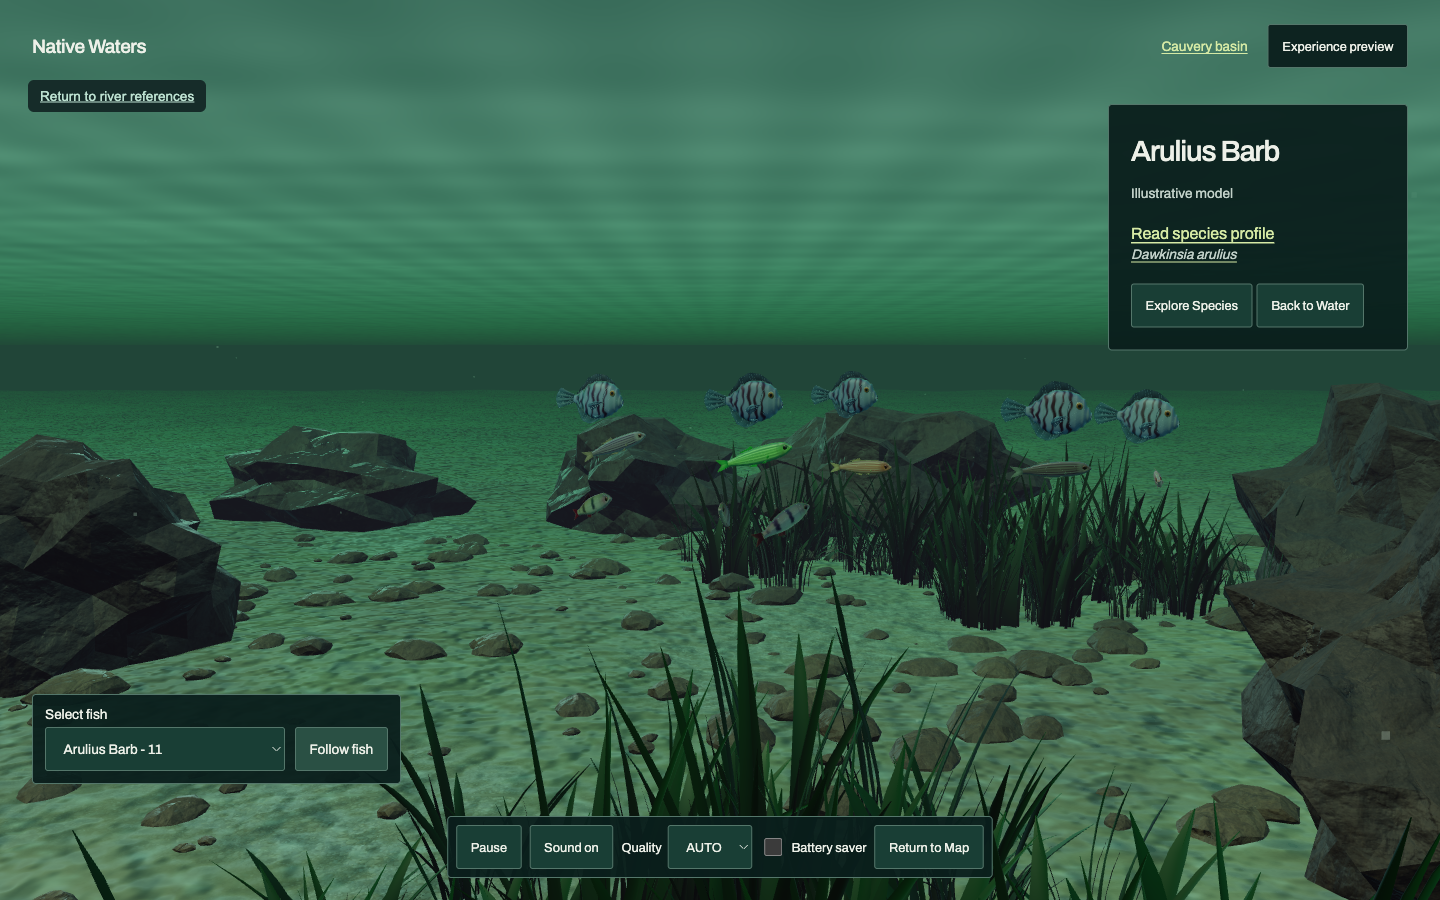 Native Waters
Cauvery basin
Experience preview
Return to river references
Arulius Barb
Illustrative model
Read species profile
Dawkinsia arulius
Explore Species
Back to Water
Select fish
Arulius Barb - 11
Follow fish
Pause
Sound on
Quality
AUTO
Battery saver
Return to Map